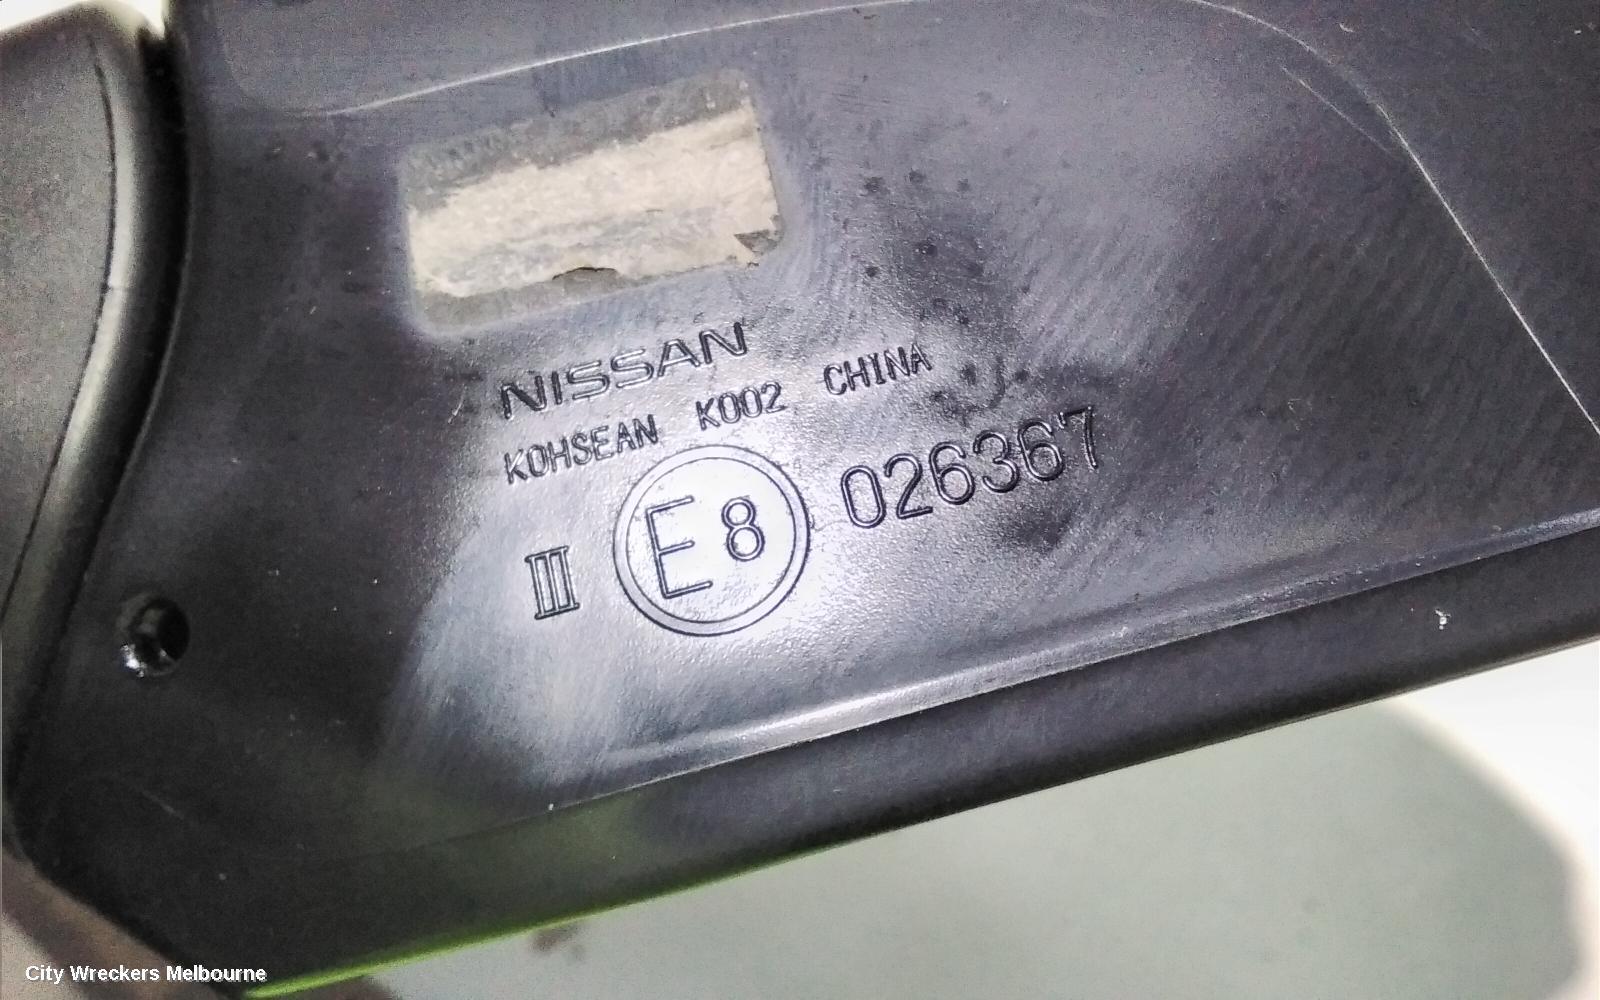 NISSAN
KOHSEAN K002 CHINA
III E8 026367
City Wreckers Melbourne